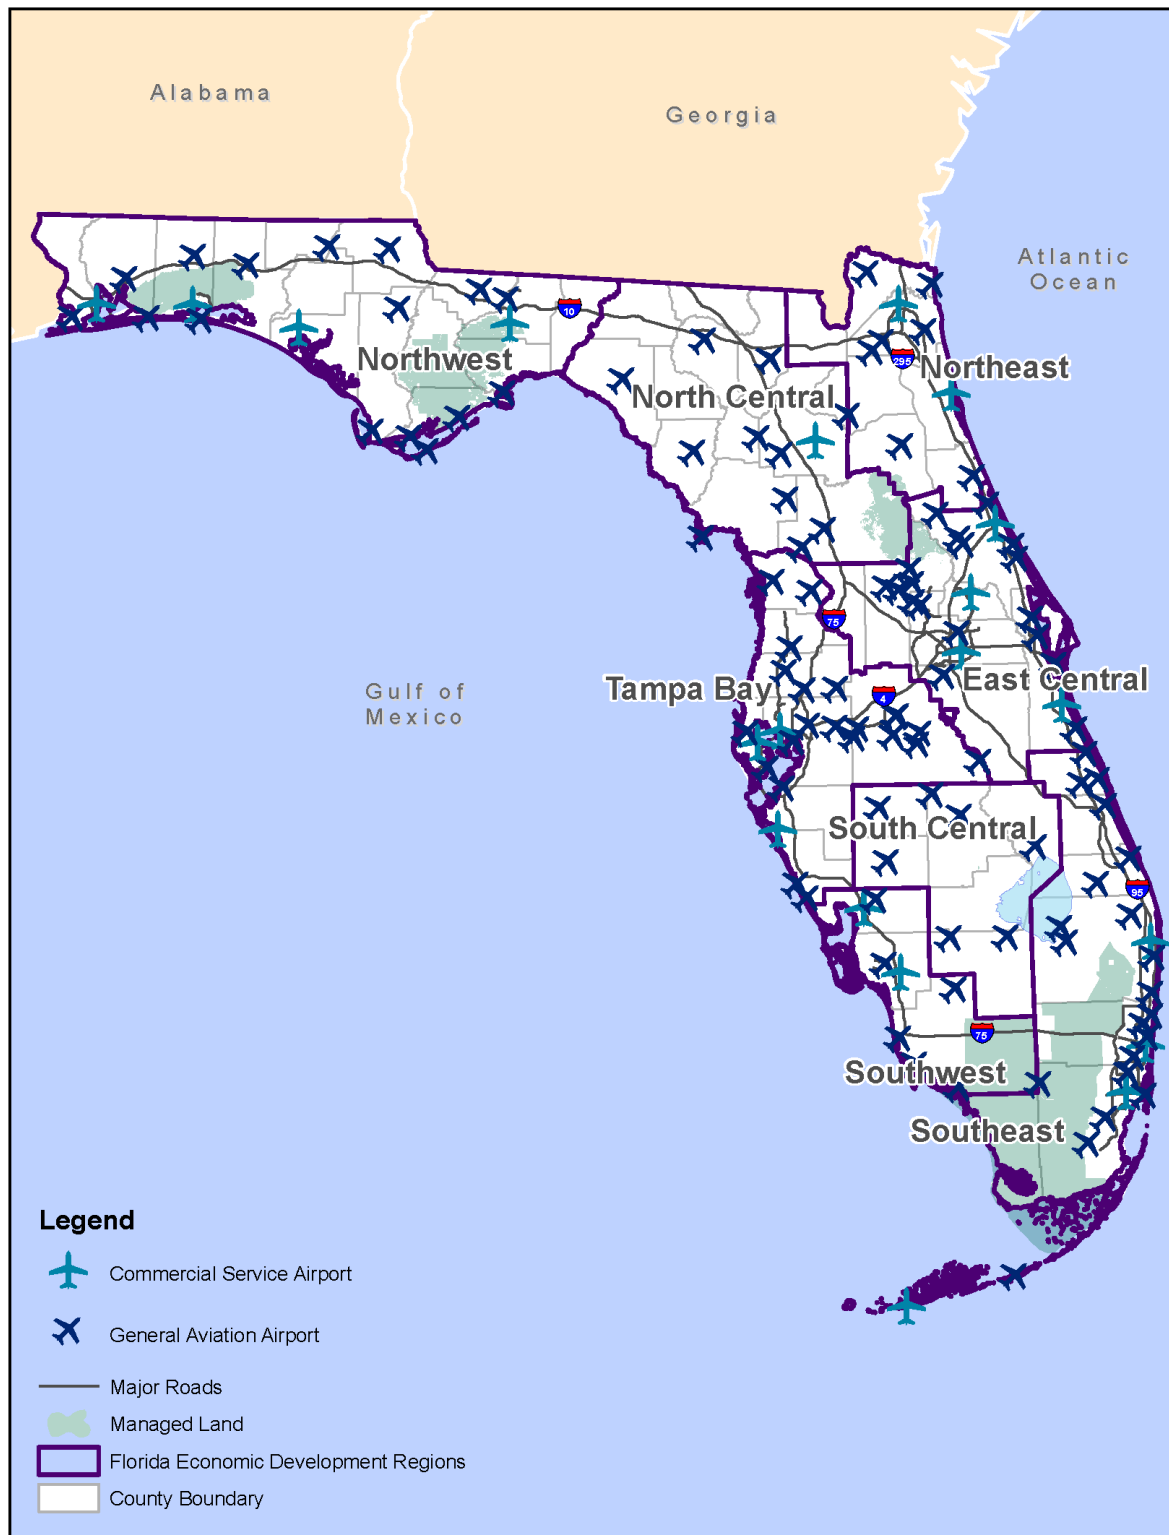 Alabama
Georgia
Atlantic
Ocean
10
295
Northwest
Northeast
North Central
75
Gulf of
Mexico
Tampa Bay
East Central
4
South Central
95
75
Southwest
Southeast
Legend
Commercial Service Airport
General Aviation Airport
Major Roads
Managed Land
Florida Economic Development Regions
County Boundary